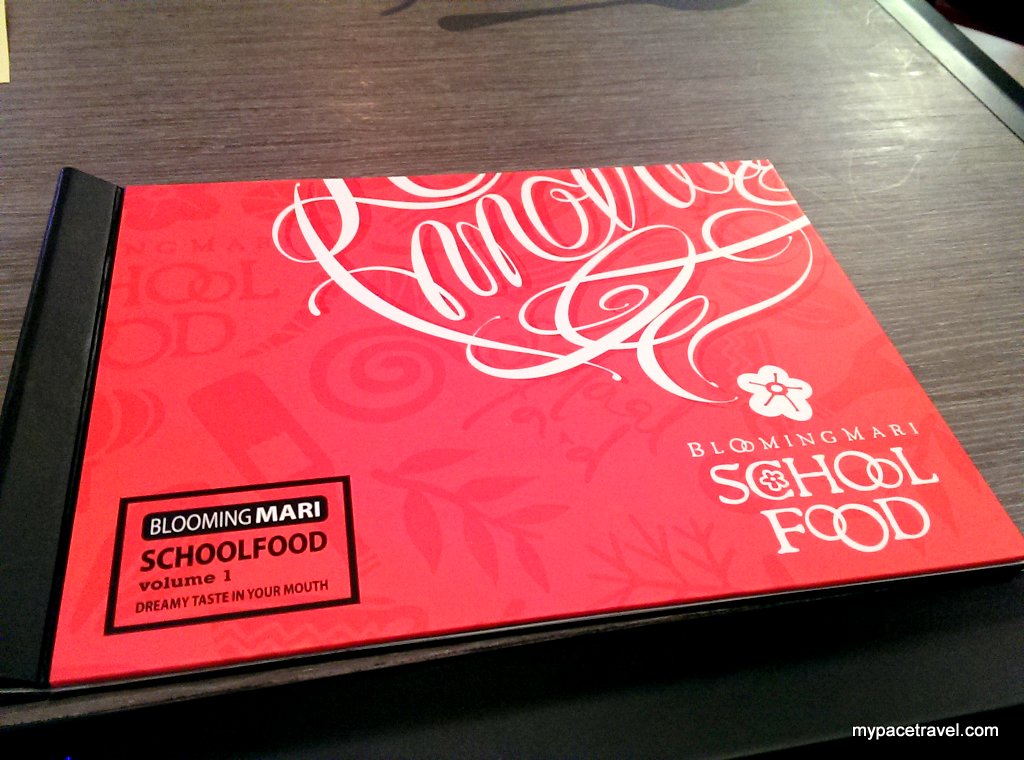 BLOOMINGMARI
SCHOOL
FOOD
BLOOMING MARI
SCHOOLFOOD
volume 1
DREAMY TASTE IN YOUR MOUTH
mypacetravel.com